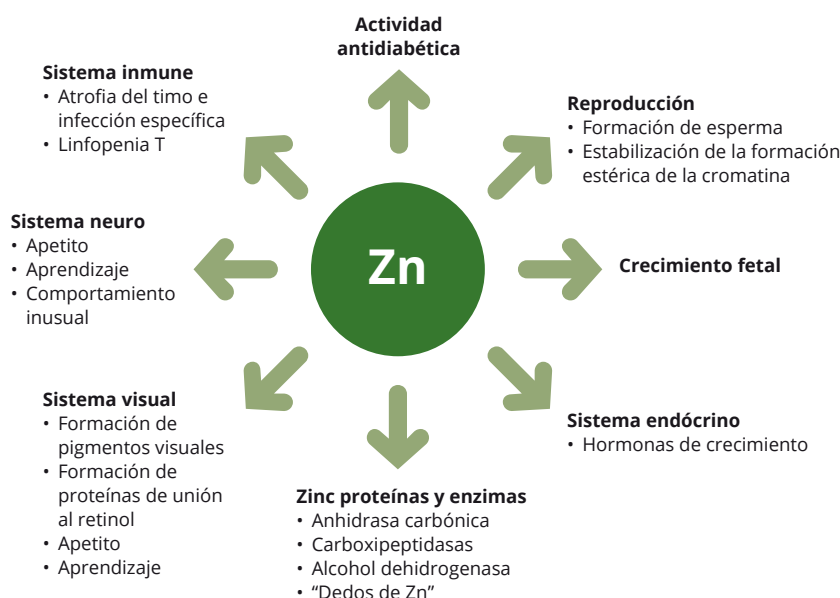 Actividad
antidiabética
Sistema inmune
• Atrofia del timo e
infección específica
• Linfopenia T
Reproducción
• Formación de esperma
• Estabilización de la formación
estérica de la cromatina
Sistema neuro
• Apetito
• Aprendizaje
• Comportamiento
inusual
Zn
Crecimiento fetal
Sistema visual
• Formación de
pigmentos visuales
• Formación de
proteínas de unión
al retinol
• Apetito
• Aprendizaje
Zinc proteínas y enzimas
• Anhidrasa carbónica
• Carboxipeptidasas
• Alcohol dehidrogenasa
• “Dedos de Zn”
Sistema endócrino
• Hormonas de crecimiento